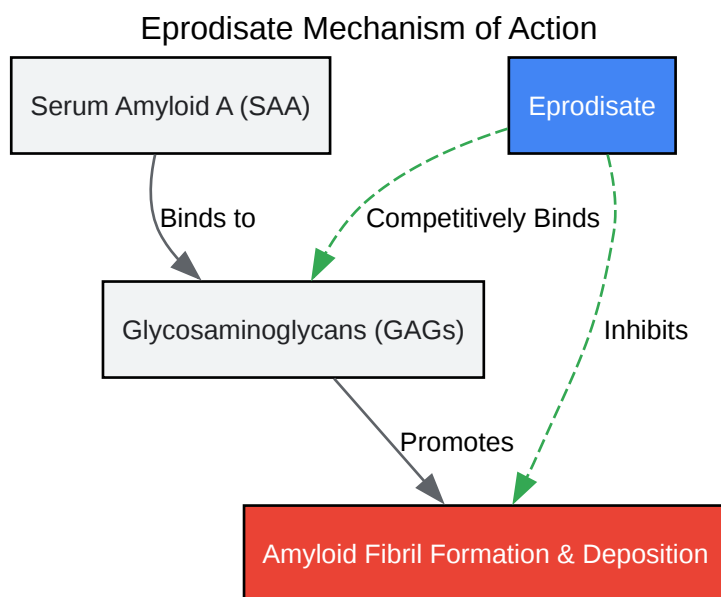 Eprodisate Mechanism of Action
Serum Amyloid A (SAA)
Eprodisate
Binds to
Competitively Binds
Glycosaminoglycans (GAGs)
Inhibits
Promotes
Amyloid Fibril Formation & Deposition